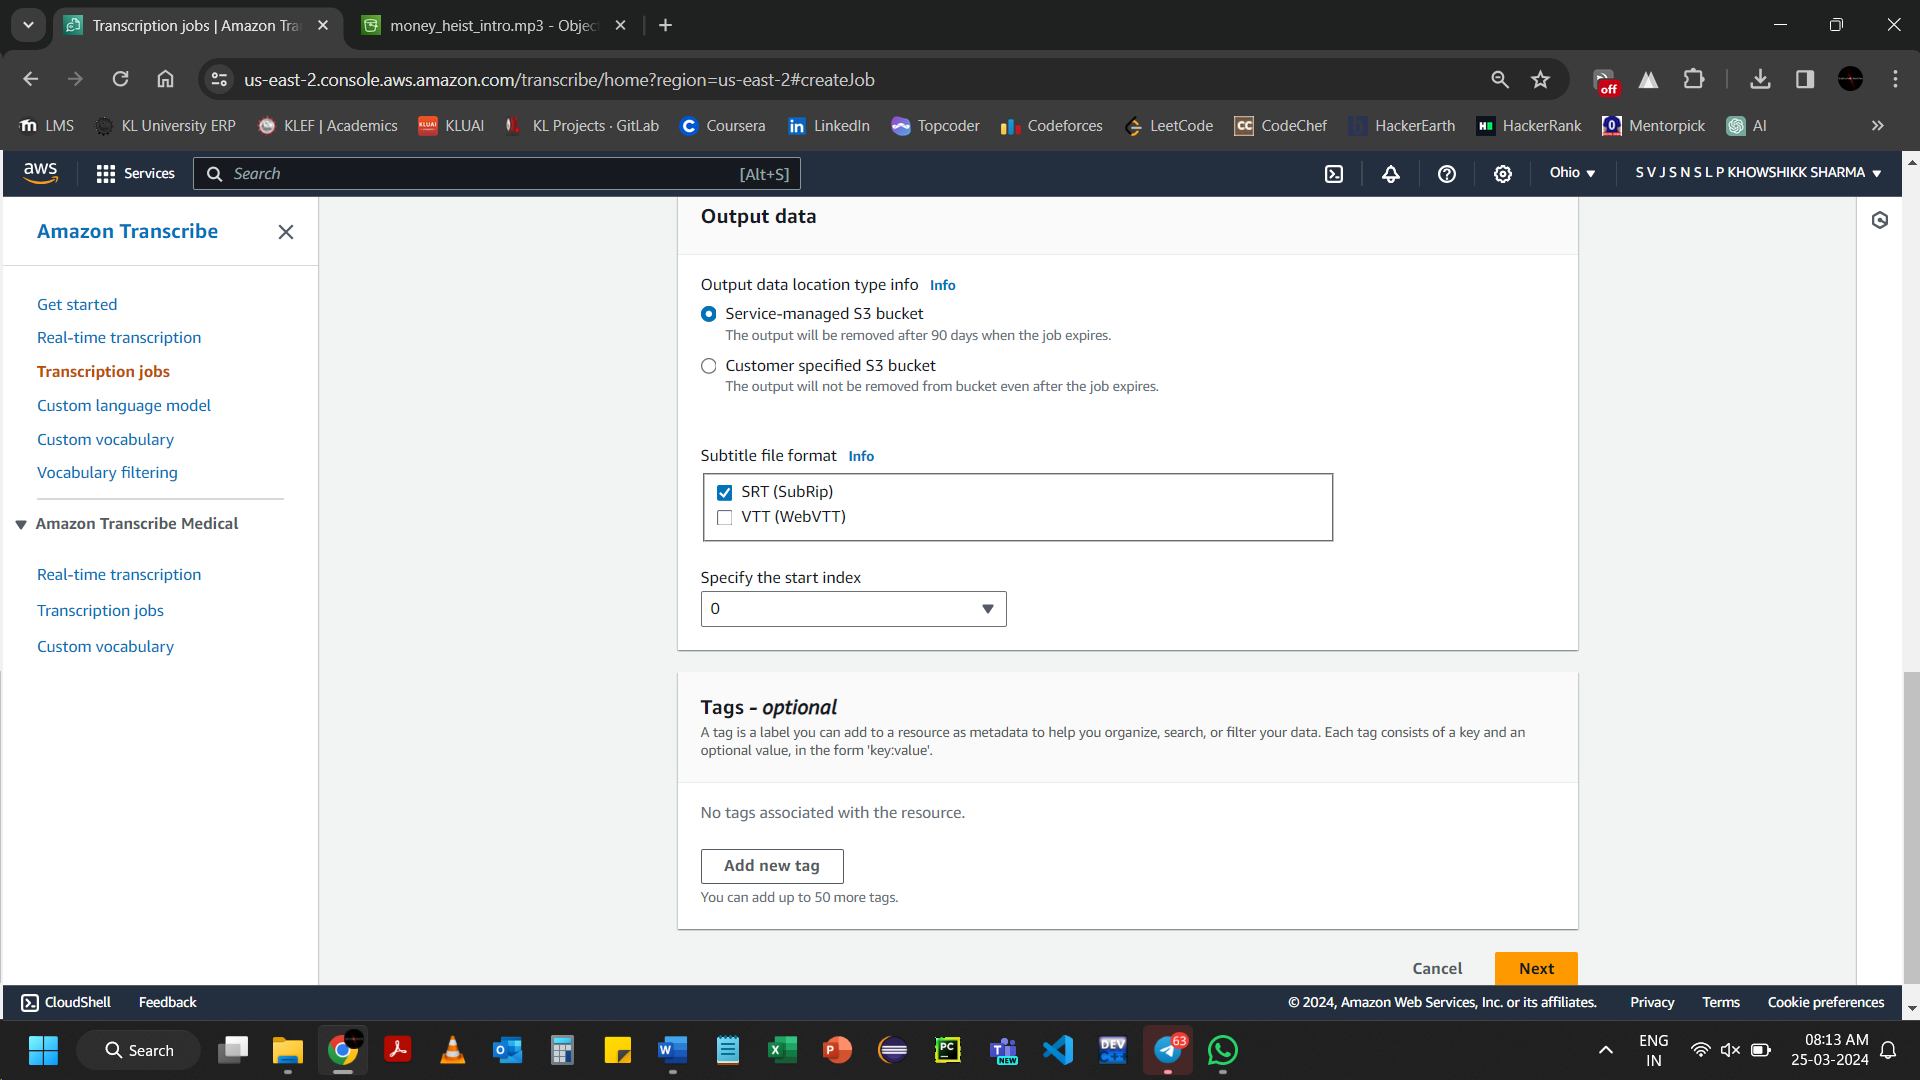 Transcription jobs | Amazon Tra
money_heist_intro.mp3 - Objec
us-east-2.console.aws.amazon.com/transcribe/home?region=us-east-2#createJob
off
LMS KL University ERP KLEF | Academics KLUAI KL Projects · GitLab Coursera LinkedIn Topcoder Codeforces LeetCode CodeChef HackerEarth HackerRank Mentorpick AI
aws Services Search [Alt+S] Ohio S V J S N S L P KHOWSHIKK SHARMA
Amazon Transcribe
Get started
Real-time transcription
Transcription jobs
Custom language model
Custom vocabulary
Vocabulary filtering
Amazon Transcribe Medical
Real-time transcription
Transcription jobs
Custom vocabulary
Output data
Output data location type info Info
Service-managed S3 bucket
The output will be removed after 90 days when the job expires.
Customer specified S3 bucket
The output will not be removed from bucket even after the job expires.
Subtitle file format Info
SRT (SubRip)
VTT (WebVTT)
Specify the start index
0
Tags - optional
A tag is a label you can add to a resource as metadata to help you organize, search, or filter your data. Each tag consists of a key and an
optional value, in the form 'key:value'.
No tags associated with the resource.
Add new tag
You can add up to 50 more tags.
Cancel Next
CloudShell Feedback © 2024, Amazon Web Services, Inc. or its affiliates. Privacy Terms Cookie preferences
Search 63 ENG 08:13 AM
IN 25-03-2024